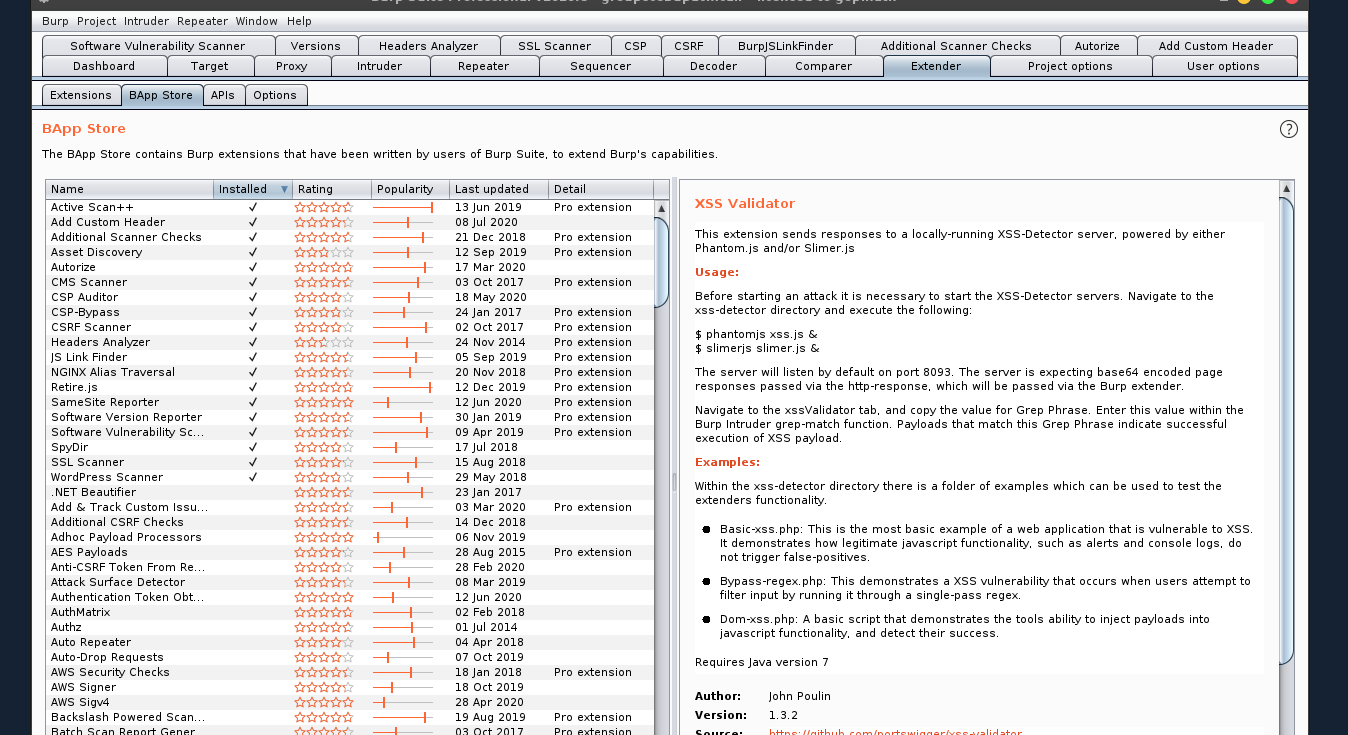 Burp Project Intruder Repeater Window Help
Software Vulnerability Scanner Versions Headers Analyzer SSL Scanner CSP CSRF BurpJSLinkFinder Additional Scanner Checks Autorize Add Custom Header
Dashboard Target Proxy Intruder Repeater Sequencer Decoder Comparer Extender Project options User options
Extensions BApp Store APIs Options
BApp Store
The BApp Store contains Burp extensions that have been written by users of Burp Suite, to extend Burp's capabilities.
Name Installed Rating Popularity Last updated Detail
Active Scan++ ✓ 13 Jun 2019 Pro extension
Add Custom Header ✓ 08 Jul 2020
Additional Scanner Checks ✓ 21 Dec 2018 Pro extension
Asset Discovery ✓ 12 Sep 2019 Pro extension
Autorize ✓ 17 Mar 2020
CMS Scanner ✓ 03 Oct 2017 Pro extension
CSP Auditor ✓ 18 May 2020
CSP-Bypass ✓ 24 Jan 2017 Pro extension
CSRF Scanner ✓ 02 Oct 2017 Pro extension
Headers Analyzer ✓ 24 Nov 2014 Pro extension
JS Link Finder ✓ 05 Sep 2019 Pro extension
NGINX Alias Traversal ✓ 20 Nov 2018 Pro extension
Retire.js ✓ 12 Dec 2019 Pro extension
SameSite Reporter ✓ 12 Jun 2020 Pro extension
Software Version Reporter ✓ 30 Jan 2019 Pro extension
Software Vulnerability Sc... ✓ 09 Apr 2019 Pro extension
SpyDir ✓ 17 Jul 2018
SSL Scanner ✓ 15 Aug 2018
WordPress Scanner ✓ 29 May 2018
.NET Beautifier 23 Jan 2017
Add & Track Custom Issu... 03 Mar 2020 Pro extension
Additional CSRF Checks 14 Dec 2018
Adhoc Payload Processors 06 Nov 2019
AES Payloads 28 Aug 2015 Pro extension
Anti-CSRF Token From Re... 28 Feb 2020
Attack Surface Detector 08 Mar 2019
Authentication Token Obt... 12 Jun 2020
AuthMatrix 02 Feb 2018
Authz 01 Jul 2014
Auto Repeater 04 Apr 2018
Auto-Drop Requests 07 Oct 2019
AWS Security Checks 18 Jan 2018 Pro extension
AWS Signer 18 Oct 2019
AWS Sigv4 28 Apr 2020
Backslash Powered Scan... 19 Aug 2019 Pro extension
Batch Scan Report Gener 03 Oct 2017 Pro extension
XSS Validator
This extension sends responses to a locally-running XSS-Detector server, powered by either
Phantom.js and/or Slimer.js
Usage:
Before starting an attack it is necessary to start the XSS-Detector servers. Navigate to the
xss-detector directory and execute the following:
$ phantomjs xss.js &
$ slimerjs slimer.js &
The server will listen by default on port 8093. The server is expecting base64 encoded page
responses passed via the http-response, which will be passed via the Burp extender.
Navigate to the xssValidator tab, and copy the value for Grep Phrase. Enter this value within the
Burp Intruder grep-match function. Payloads that match this Grep Phrase indicate successful
execution of XSS payload.
Examples:
Within the xss-detector directory there is a folder of examples which can be used to test the
extenders functionality.
● Basic-xss.php: This is the most basic example of a web application that is vulnerable to XSS.
It demonstrates how legitimate javascript functionality, such as alerts and console logs, do
not trigger false-positives.
● Bypass-regex.php: This demonstrates a XSS vulnerability that occurs when users attempt to
filter input by running it through a single-pass regex.
● Dom-xss.php: A basic script that demonstrates the tools ability to inject payloads into
javascript functionality, and detect their success.
Requires Java version 7
Author: John Poulin
Version: 1.3.2
Source: https://github.com/portswigger/xss-validator